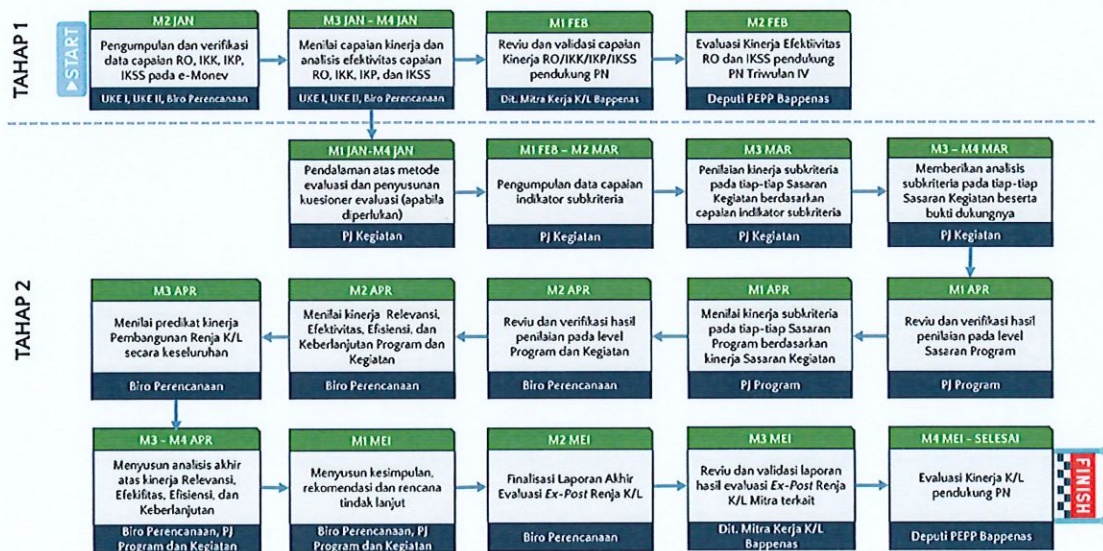 TAHAP 1
START
M2 JAN
Pengumpulan dan verifikasi
data capaian RO, IKK, IKP,
IKSS pada e-Monev
UKE I, UKE II, Biro Perencanaan
M3 JAN – M4 JAN
Menilai capaian kinerja dan
analisis efektivitas capaian
RO, IKK, IKP, dan IKSS
UKE I, UKE II, Biro Perencanaan
M1 FEB
Reviu dan validasi capaian
Kinerja RO/IKK/IKP/IKSS
pendukung PN
Dit. Mitra Kerja K/L Bappenas
M2 FEB
Evaluasi Kinerja Efektiivitas
RO dan IKSS pendukung
PN Triwulan IV
Deputi PEPP Bappenas
TAHAP 2
M1 JAN-M4 JAN
Pendalaman atas metode
evaluasi dan penyusunan
kuesioner evaluasi (apabila
diperlukan)
PJ Kegiatan
M1 FEB – M2 MAR
Pengumpulan data capaian
indikator subkriteria
PJ Kegiatan
M3 MAR
Penilaian kinerja subkriteria
pada tiap-tiap Sasaran
Kegiatan berdasarkan
capaian indikator subkriteria
PJ Kegiatan
M3 – M4 MAR
Memberikan analisis
subkriteria pada tiap-tiap
Sasaran Kegiatan beserta
bukti dukungnya
PJ Kegiatan
M1 APR
Reviu dan verifikasi hasil
penilaian pada level
Sasaran Program
PJ Program
M1 APR
Menilai kinerja subkriteria
pada tiap-tiap Sasaran
Program berdasarkan
kinerja Sasaran Kegiatan
PJ Program
M2 APR
Reviu dan verifikasi hasil
penilaian pada level
Program dan Kegiatan
Biro Perencanaan
M2 APR
Menilai kinerja Relevansi,
Efektivitas, Efisiensi, dan
Keberlanjutan Program dan
Kegiatan
Biro Perencanaan
M3 APR
Menilai predikat kinerja
Pembangunan Renja K/L
secara keseluruhan
Biro Perencanaan
M3 – M4 APR
Menyusun analisis akhir
atas kinerja Relevansi,
Efekifitas, Efisiensi, dan
Keberlanjutan
Biro Perencanaan, PJ
Program dan Kegiatan
M1 MEI
Menyusun kesimpulan,
rekomendasi dan rencana
tindak lanjut
Biro Perencanaan, PJ
Program dan Kegiatan
M2 MEI
Finalisasi Laporan Akhir
Evaluasi Ex-Post Renja K/L
Biro Perencanaan
M3 MEI
Reviu dan validasi laporan
hasil evaluasi Ex-Post Renja
K/L Mitra terkait
Dit. Mitra Kerja K/L
Bappenas
M4 MEI – SELESAI
Evaluasi Kinerja K/L
pendukung PN
Deputi PEPP Bappenas
FINISH